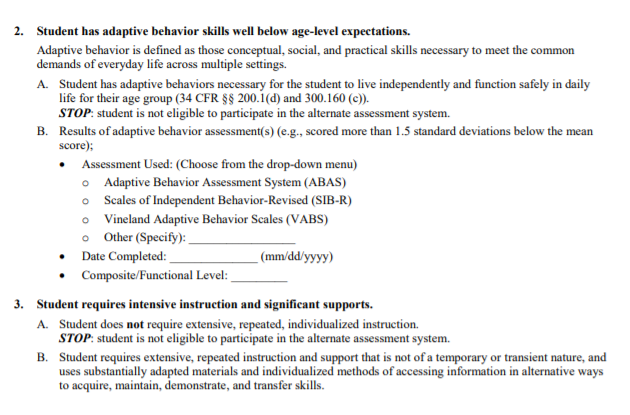 2. Student has adaptive behavior skills well below age-level expectations.
Adaptive behavior is defined as those conceptual, social, and practical skills necessary to meet the common
demands of everyday life across multiple settings.
A. Student has adaptive behaviors necessary for the student to live independently and function safely in daily
life for their age group (34 CFR §§ 200.1(d) and 300.160 (c)).
STOP: student is not eligible to participate in the alternate assessment system.
B. Results of adaptive behavior assessment(s) (e.g., scored more than 1.5 standard deviations below the mean
score);
• Assessment Used: (Choose from the drop-down menu)
o Adaptive Behavior Assessment System (ABAS)
o Scales of Independent Behavior-Revised (SIB-R)
o Vineland Adaptive Behavior Scales (VABS)
o Other (Specify): ________________
• Date Completed: _____________ (mm/dd/yyyy)
• Composite/Functional Level: ________
3. Student requires intensive instruction and significant supports.
A. Student does not require extensive, repeated, individualized instruction.
STOP: student is not eligible to participate in the alternate assessment system.
B. Student requires extensive, repeated instruction and support that is not of a temporary or transient nature, and
uses substantially adapted materials and individualized methods of accessing information in alternative ways
to acquire, maintain, demonstrate, and transfer skills.